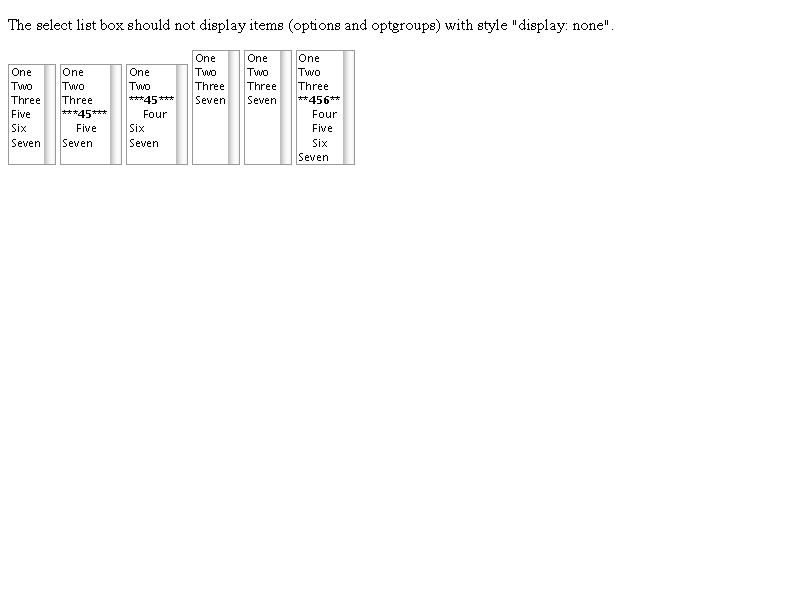 The select list box should not display items (options and optgroups) with style "display: none".
One
Two
Three
Five
Six
Seven
One
Two
Three
***45***
Five
Seven
One
Two
***45***
Four
Six
Seven
One
Two
Three
Seven
One
Two
Three
Seven
One
Two
Three
**456**
Four
Five
Six
Seven